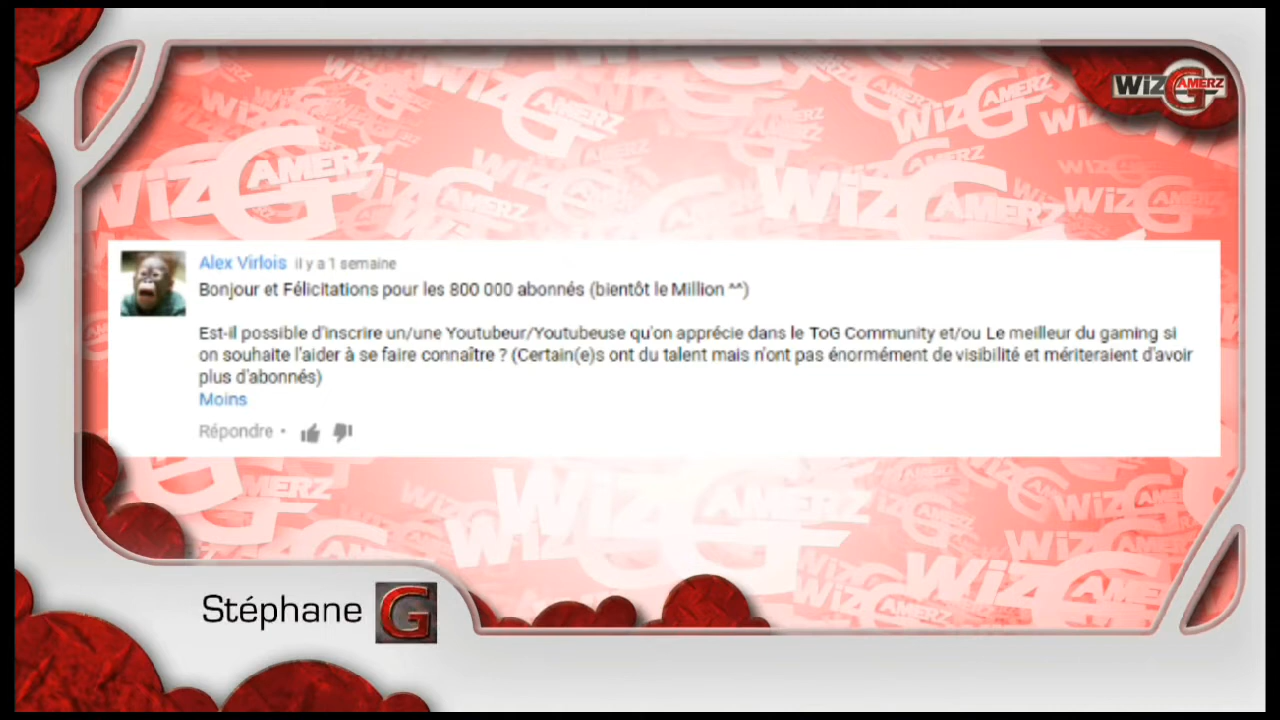 WiZGAMERZ
Alex Virlois il y a 1 semaine
Bonjour et Félicitations pour les 800 000 abonnés (bientôt le Million ^^)
Est-il possible d'inscrire un/une Youtubeur/Youtubeuse qu'on apprécie dans le ToG Community et/ou Le meilleur du gaming si
on souhaite l'aider à se faire connaître ? (Certain(e)s ont du talent mais n'ont pas énormément de visibilité et mériteraient d'avoir
plus d'abonnés)
Moins
Répondre •
Stéphane G